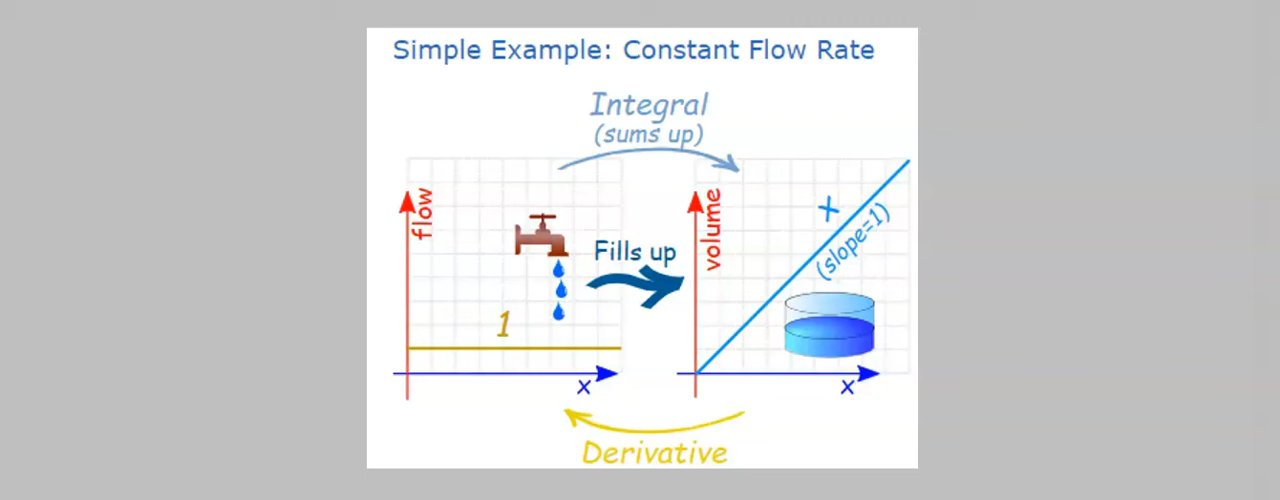 Simple Example: Constant Flow Rate
Integral
(sums up)
flow
1
x
Fills up
volume
x
(slope=1)
x
Derivative